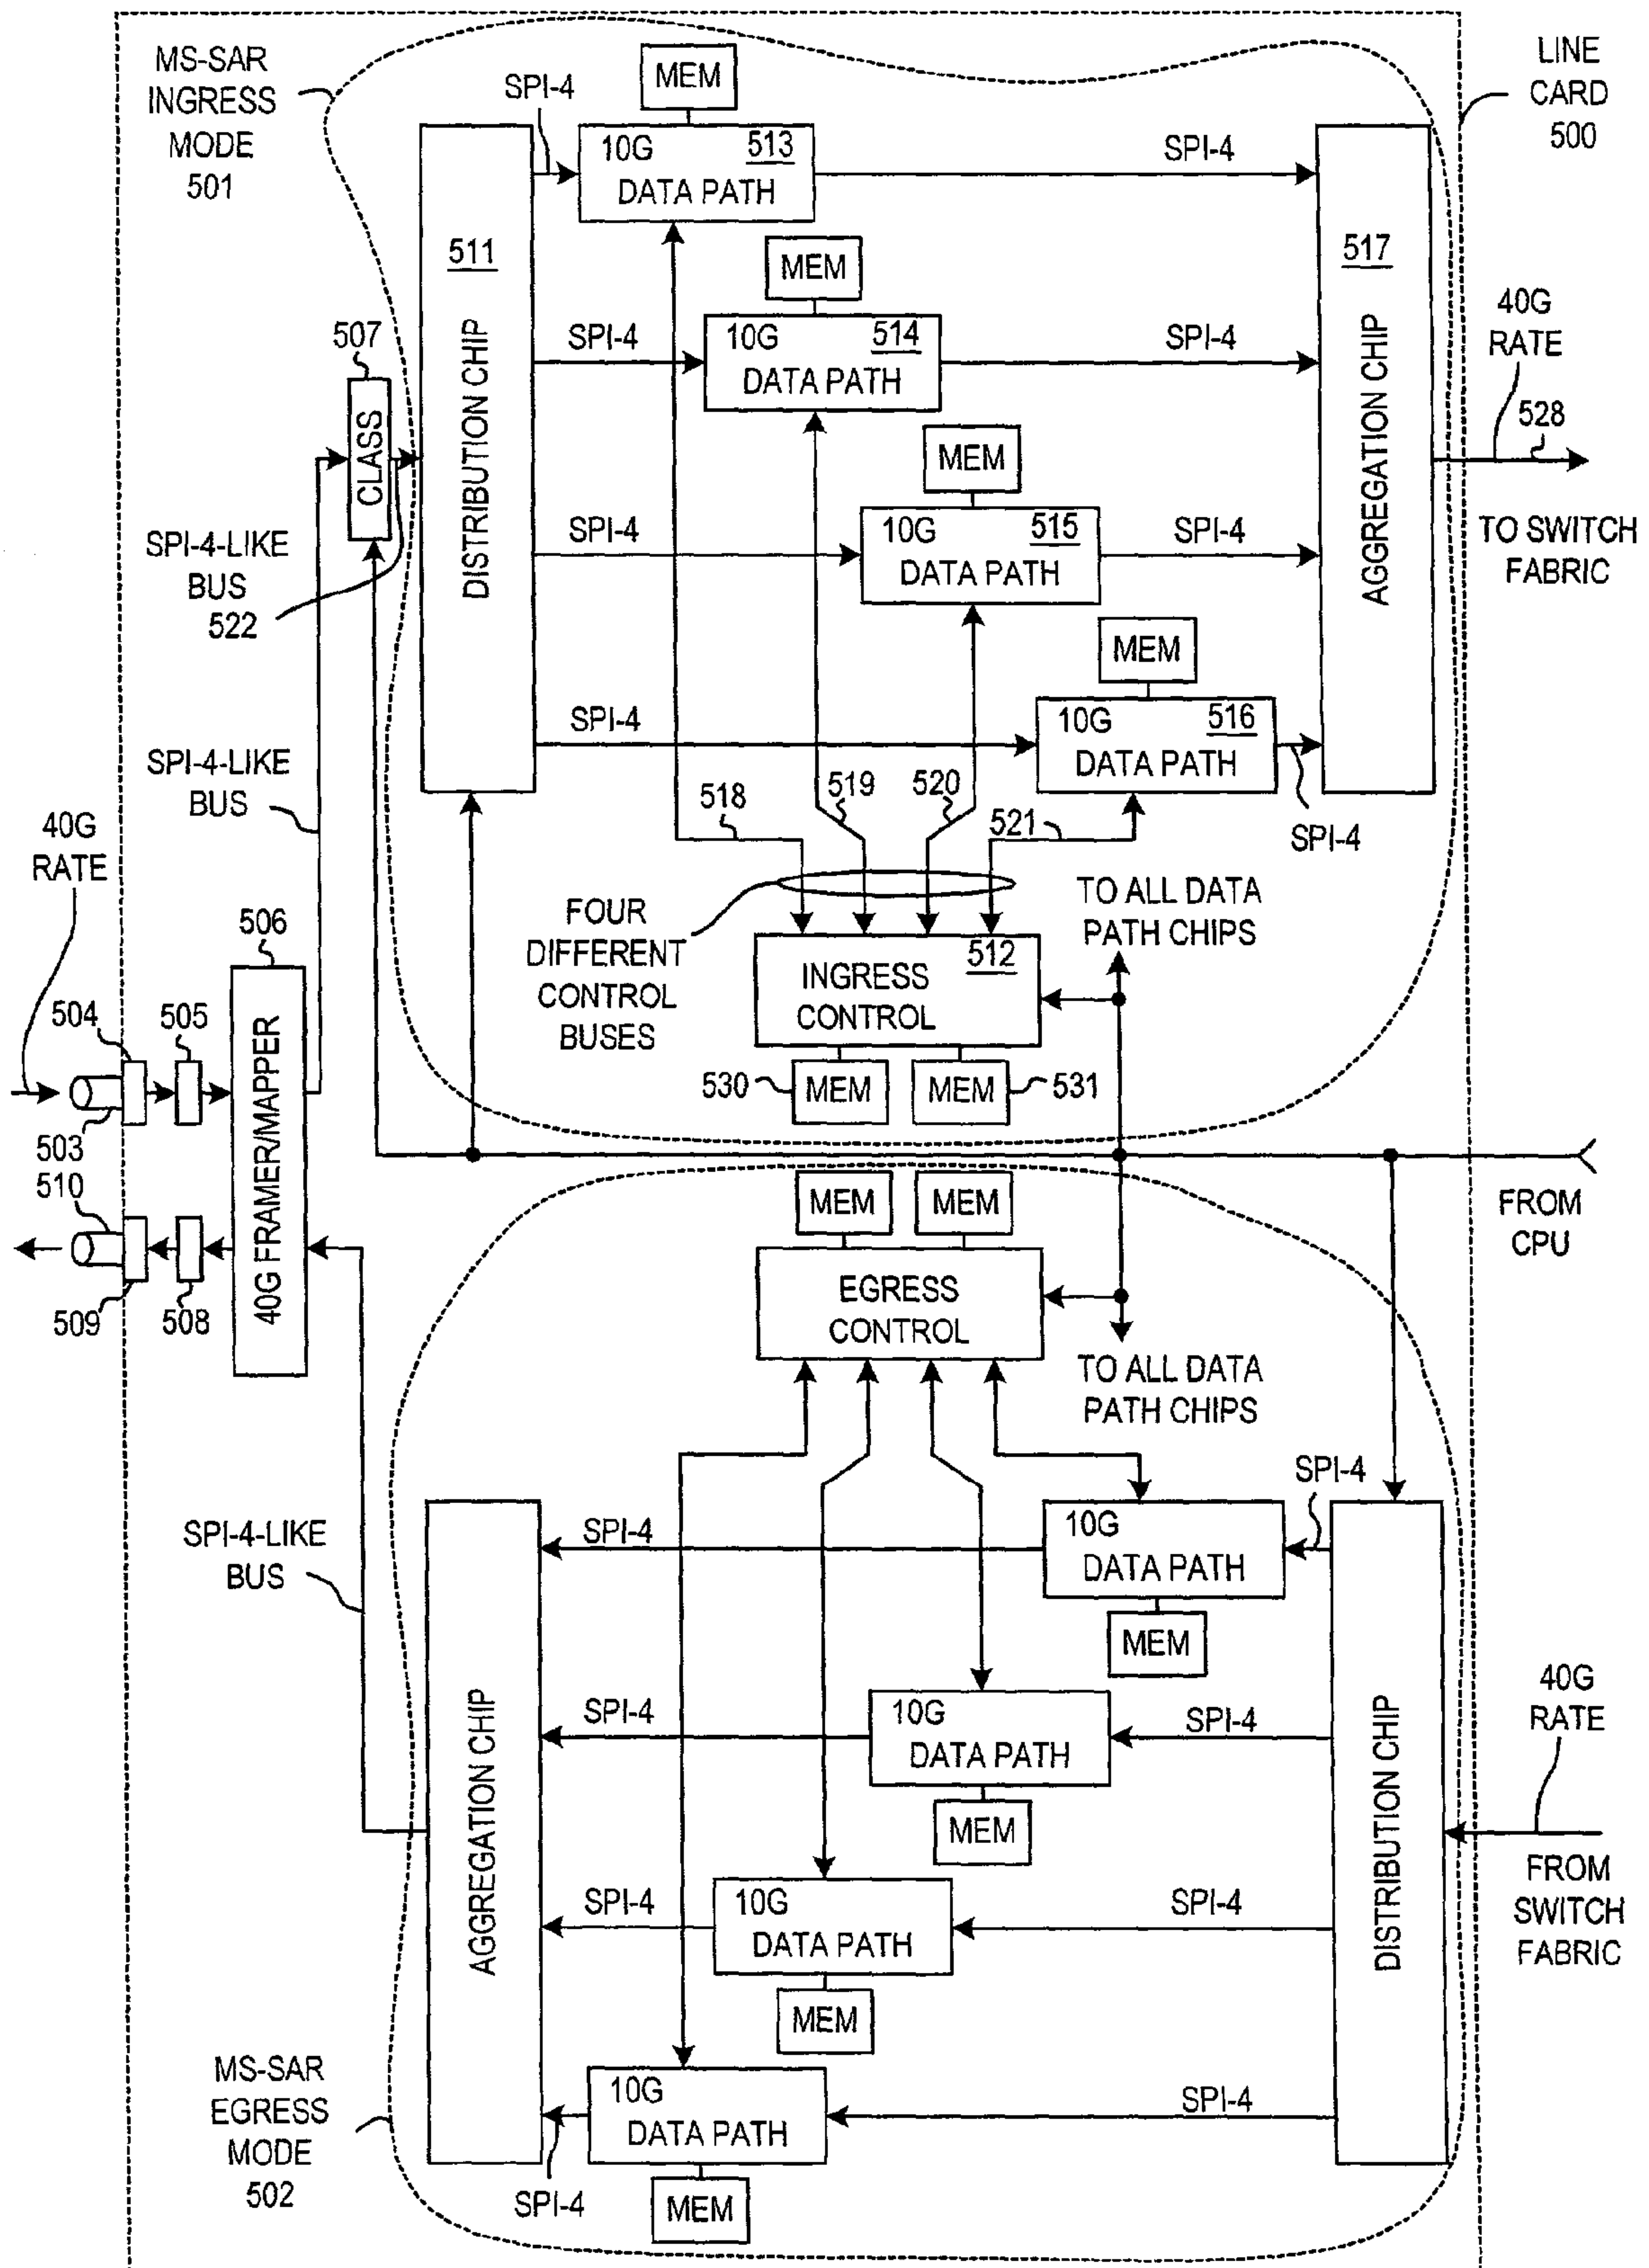 MS-SAR
INGRESS
MODE
501
LINE
CARD
500
MEM
SPI-4
10G 513
DATA PATH
SPI-4
511
DISTRIBUTION CHIP
517
AGGREGATION CHIP
MEM
SPI-4
10G 514
DATA PATH
SPI-4
40G
RATE
528
TO SWITCH
FABRIC
507
CLASS
SPI-4-LIKE
BUS
522
MEM
SPI-4
10G 515
DATA PATH
SPI-4
MEM
SPI-4
10G 516
DATA PATH
SPI-4
SPI-4-LIKE
BUS
518
519
520
521
40G
RATE
FOUR
DIFFERENT
CONTROL
BUSES
TO ALL DATA
PATH CHIPS
512
INGRESS
CONTROL
530
MEM
MEM
531
506
504
505
503
40G FRAMER/MAPPER
510
509
508
FROM
CPU
MEM
MEM
EGRESS
CONTROL
TO ALL DATA
PATH CHIPS
SPI-4-LIKE
BUS
SPI-4
10G
DATA PATH
SPI-4
MEM
AGGREGATION CHIP
DISTRIBUTION CHIP
SPI-4
10G
DATA PATH
SPI-4
MEM
40G
RATE
FROM
SWITCH
FABRIC
SPI-4
10G
DATA PATH
SPI-4
MEM
MS-SAR
EGRESS
MODE
502
10G
DATA PATH
SPI-4
SPI-4
MEM